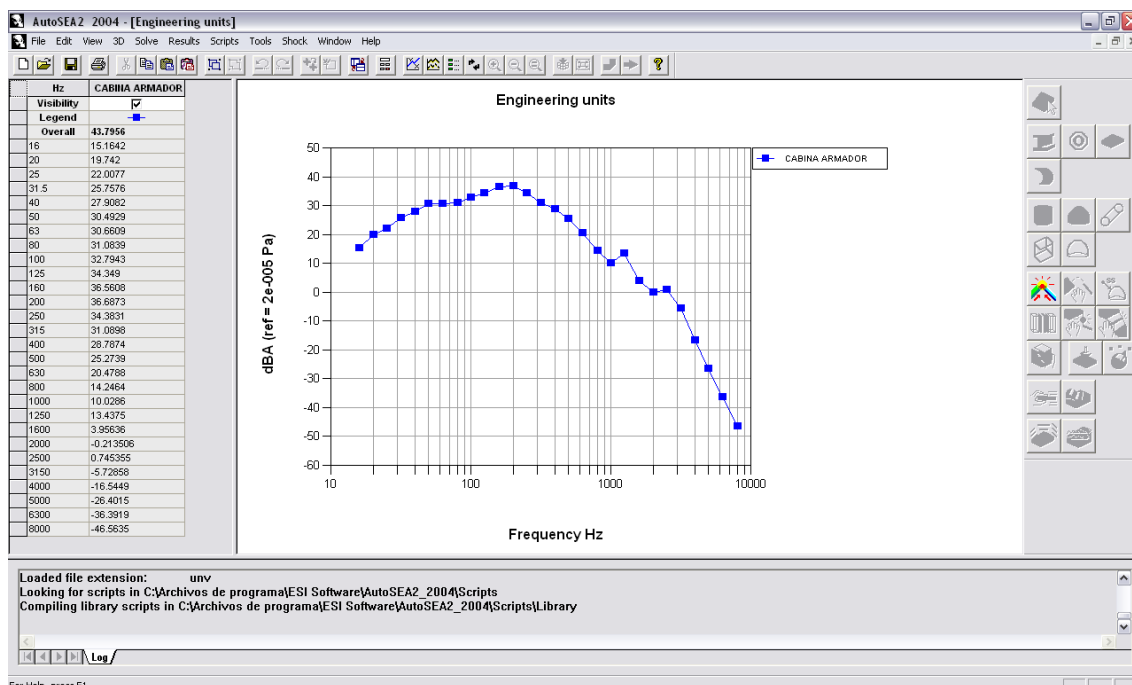 AutoSEA2 2004 - [Engineering units]
File Edit View 3D Solve Results Scripts Tools Shock Window Help
Hz CABINA ARMADOR
Visibility
Legend
Overall 43.7956
16 15.1642
20 19.742
25 22.0077
31.5 25.7576
40 27.9082
50 30.4929
63 30.6609
80 31.0839
100 32.7943
125 34.349
160 36.5608
200 36.6873
250 34.3831
315 31.0898
400 28.7874
500 25.2739
630 20.4788
800 14.2464
1000 10.0286
1250 13.4375
1600 3.95636
2000 -0.213506
2500 0.745355
3150 -5.72858
4000 -16.5449
5000 -26.4015
6300 -36.3919
8000 -46.5635
Engineering units
CABINA ARMADOR
dBA (ref = 2e-005 Pa)
50
40
30
20
10
0
-10
-20
-30
-40
-50
-60
10 100 1000 10000
Frequency Hz
Loaded file extension: unv
Looking for scripts in C:\Archivos de programa\ESI Software\AutoSEA2_2004\Scripts
Compiling library scripts in C:\Archivos de programa\ESI Software\AutoSEA2_2004\Scripts\Library
Log
For Help, press F1